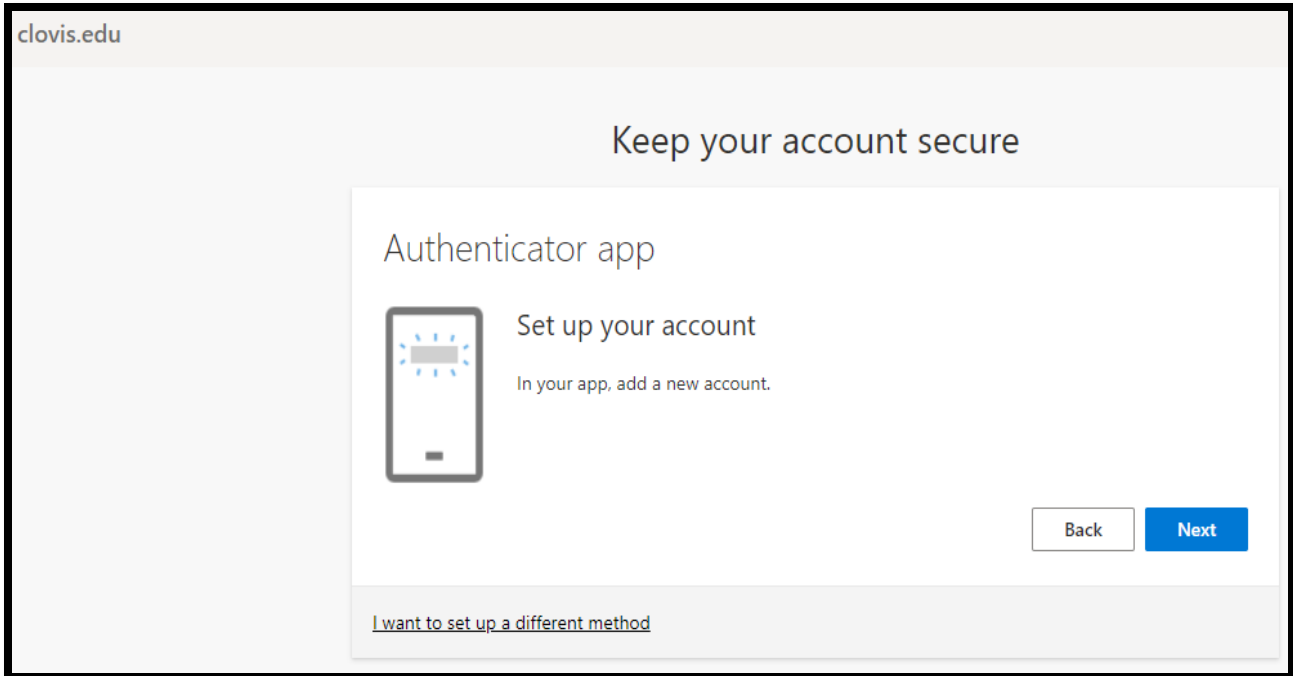 clovis.edu
Keep your account secure
Authenticator app
Set up your account
In your app, add a new account.
Back
Next
I want to set up a different method